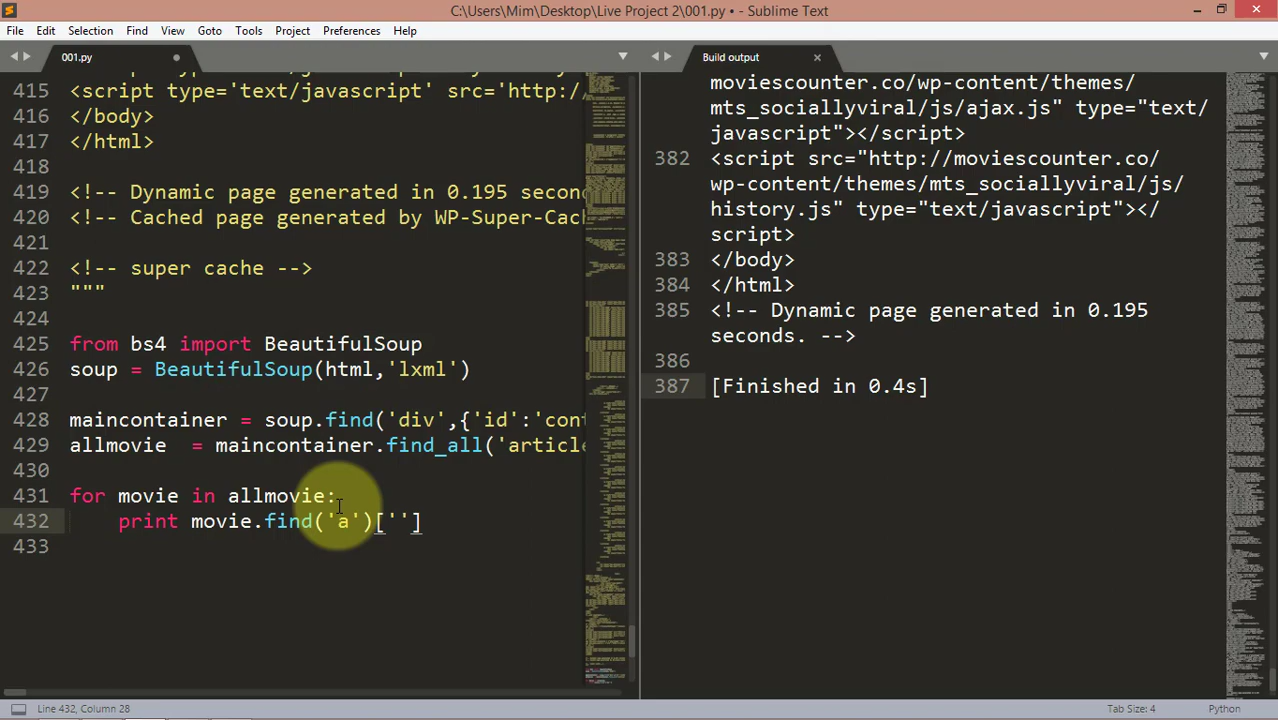 C:\Users\Mim\Desktop\Live Project 2\001.py • - Sublime Text
File Edit Selection Find View Goto Tools Project Preferences Help
001.py
415 <script type='text/javascript' src='http:/
416 </body>
417 </html>
418
419 <!-- Dynamic page generated in 0.195 secon
420 <!-- Cached page generated by WP-Super-Cac
421
422 <!-- super cache -->
423 """
424
425 from bs4 import BeautifulSoup
426 soup = BeautifulSoup(html,'lxml')
427
428 maincontainer = soup.find('div',{'id':'cont
429 allmovie  = maincontainer.find_all('article
430
431 for movie in allmovie:
432     print movie.find('a')['']
433
Build output
moviescounter.co/wp-content/themes/
mts_sociallyviral/js/ajax.js" type="text/
javascript"></script>
382 <script src="http://moviescounter.co/
wp-content/themes/mts_sociallyviral/js/
history.js" type="text/javascript"></
script>
383 </body>
384 </html>
385 <!-- Dynamic page generated in 0.195
seconds. -->
386
387 [Finished in 0.4s]
Line 432, Column 28
Tab Size: 4
Python